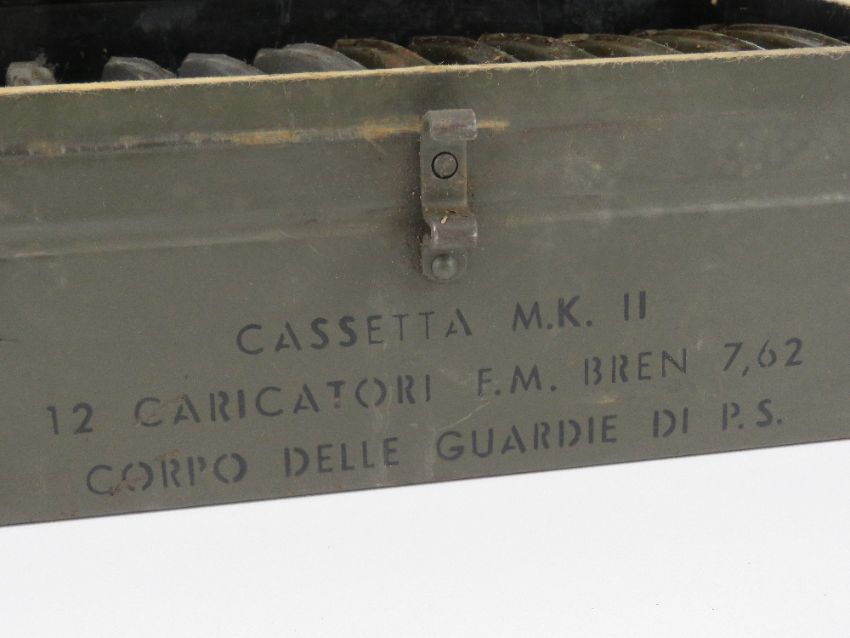 CASSETTA M.K. II
12 CARICATORI F.M. BREN 7,62
CORPO DELLE GUARDIE DI P.S.